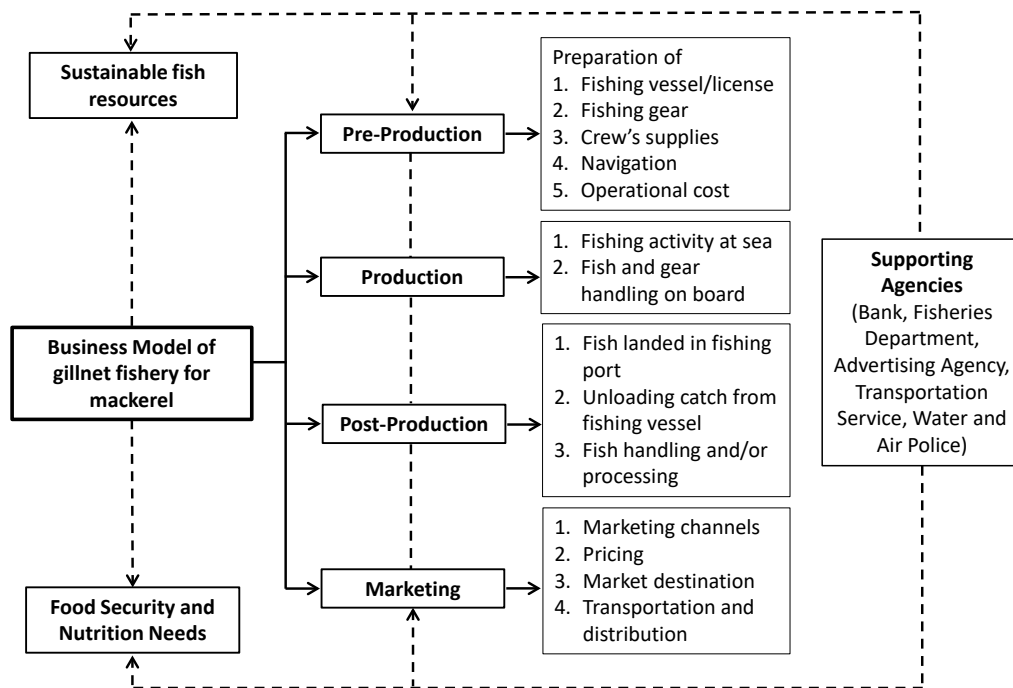 Sustainable fish
resources
Business Model of
gillnet fishery for
mackerel
Food Security and
Nutrition Needs
Pre-Production
Production
Post-Production
Marketing
Preparation of
1. Fishing vessel/license
2. Fishing gear
3. Crew's supplies
4. Navigation
5. Operational cost
1. Fishing activity at sea
2. Fish and gear
handling on board
1. Fish landed in fishing
port
2. Unloading catch from
fishing vessel
3. Fish handling and/or
processing
1. Marketing channels
2. Pricing
3. Market destination
4. Transportation and
distribution
Supporting
Agencies
(Bank, Fisheries
Department,
Advertising Agency,
Transportation
Service, Water and
Air Police)